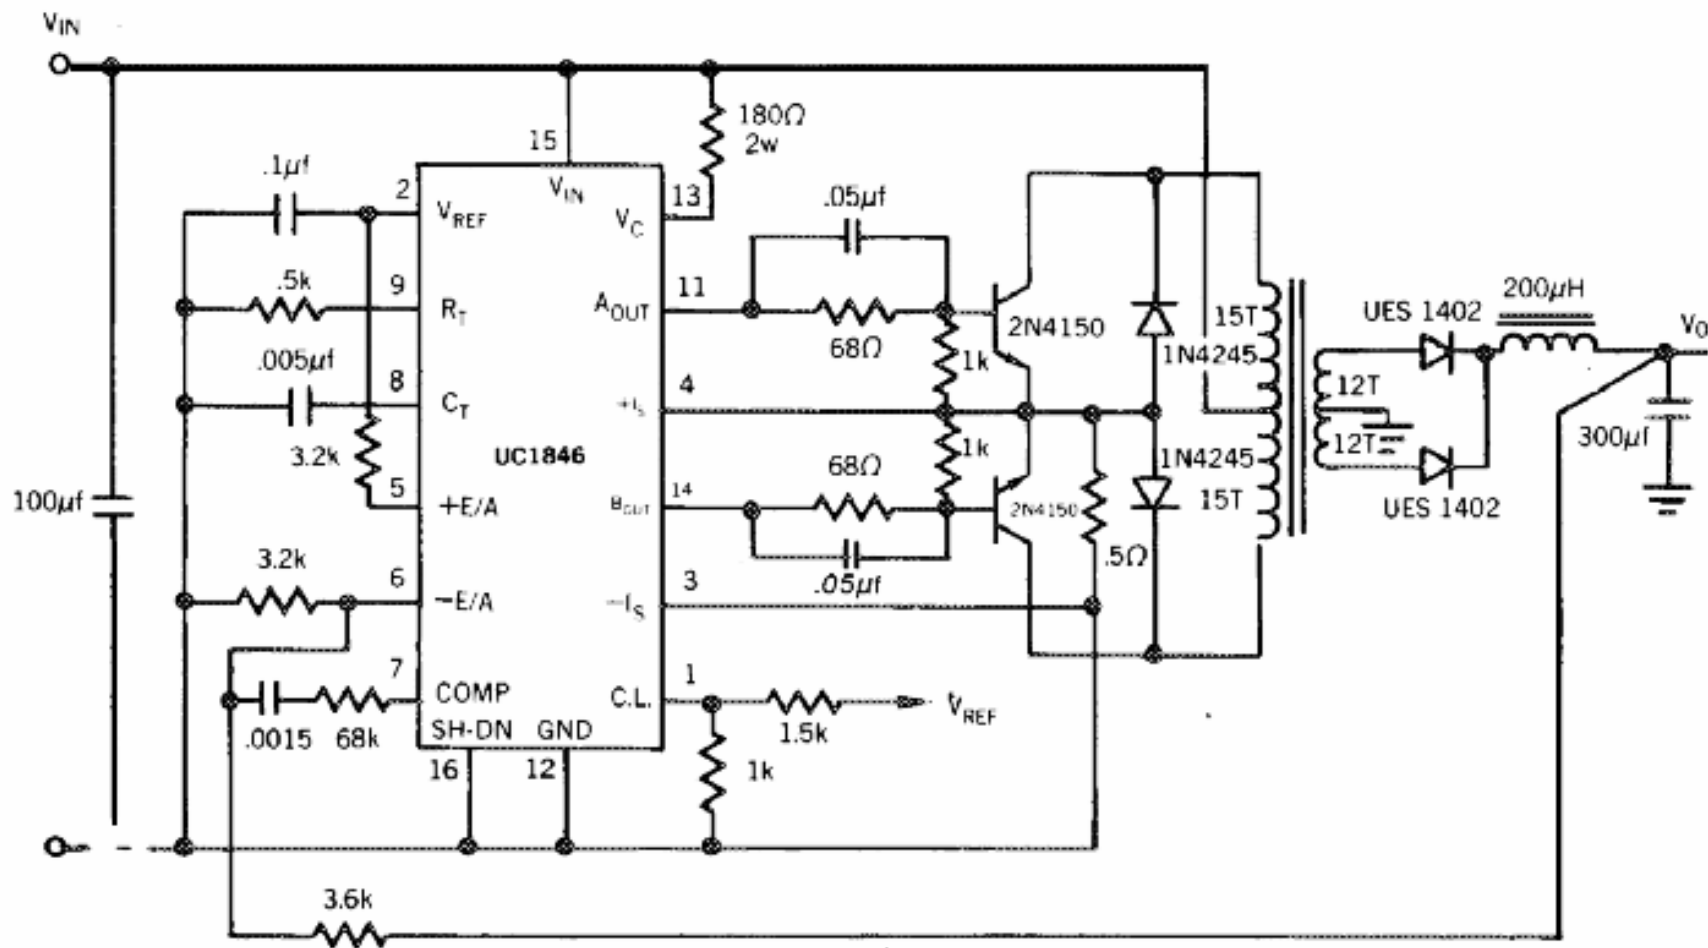 VIN
180Ω
2w
15
.1µf
2
VREF
VIN
VC
13
.05µf
.5k
9
RT
AOUT
11
68Ω
2N4150
1k
15T
1N4245
UES 1402
200µH
VO
.005µf
8
CT
+IS
4
12T
300µf
3.2k
UC1846
1k
68Ω
1N4245
12T
100µf
5
+E/A
BOUT
14
2N4150
15T
UES 1402
.5Ω
3.2k
6
−E/A
−IS
3
.05µf
7
COMP
C.L.
1
VREF
.0015
68k
SH-DN
GND
1.5k
16
12
1k
3.6k